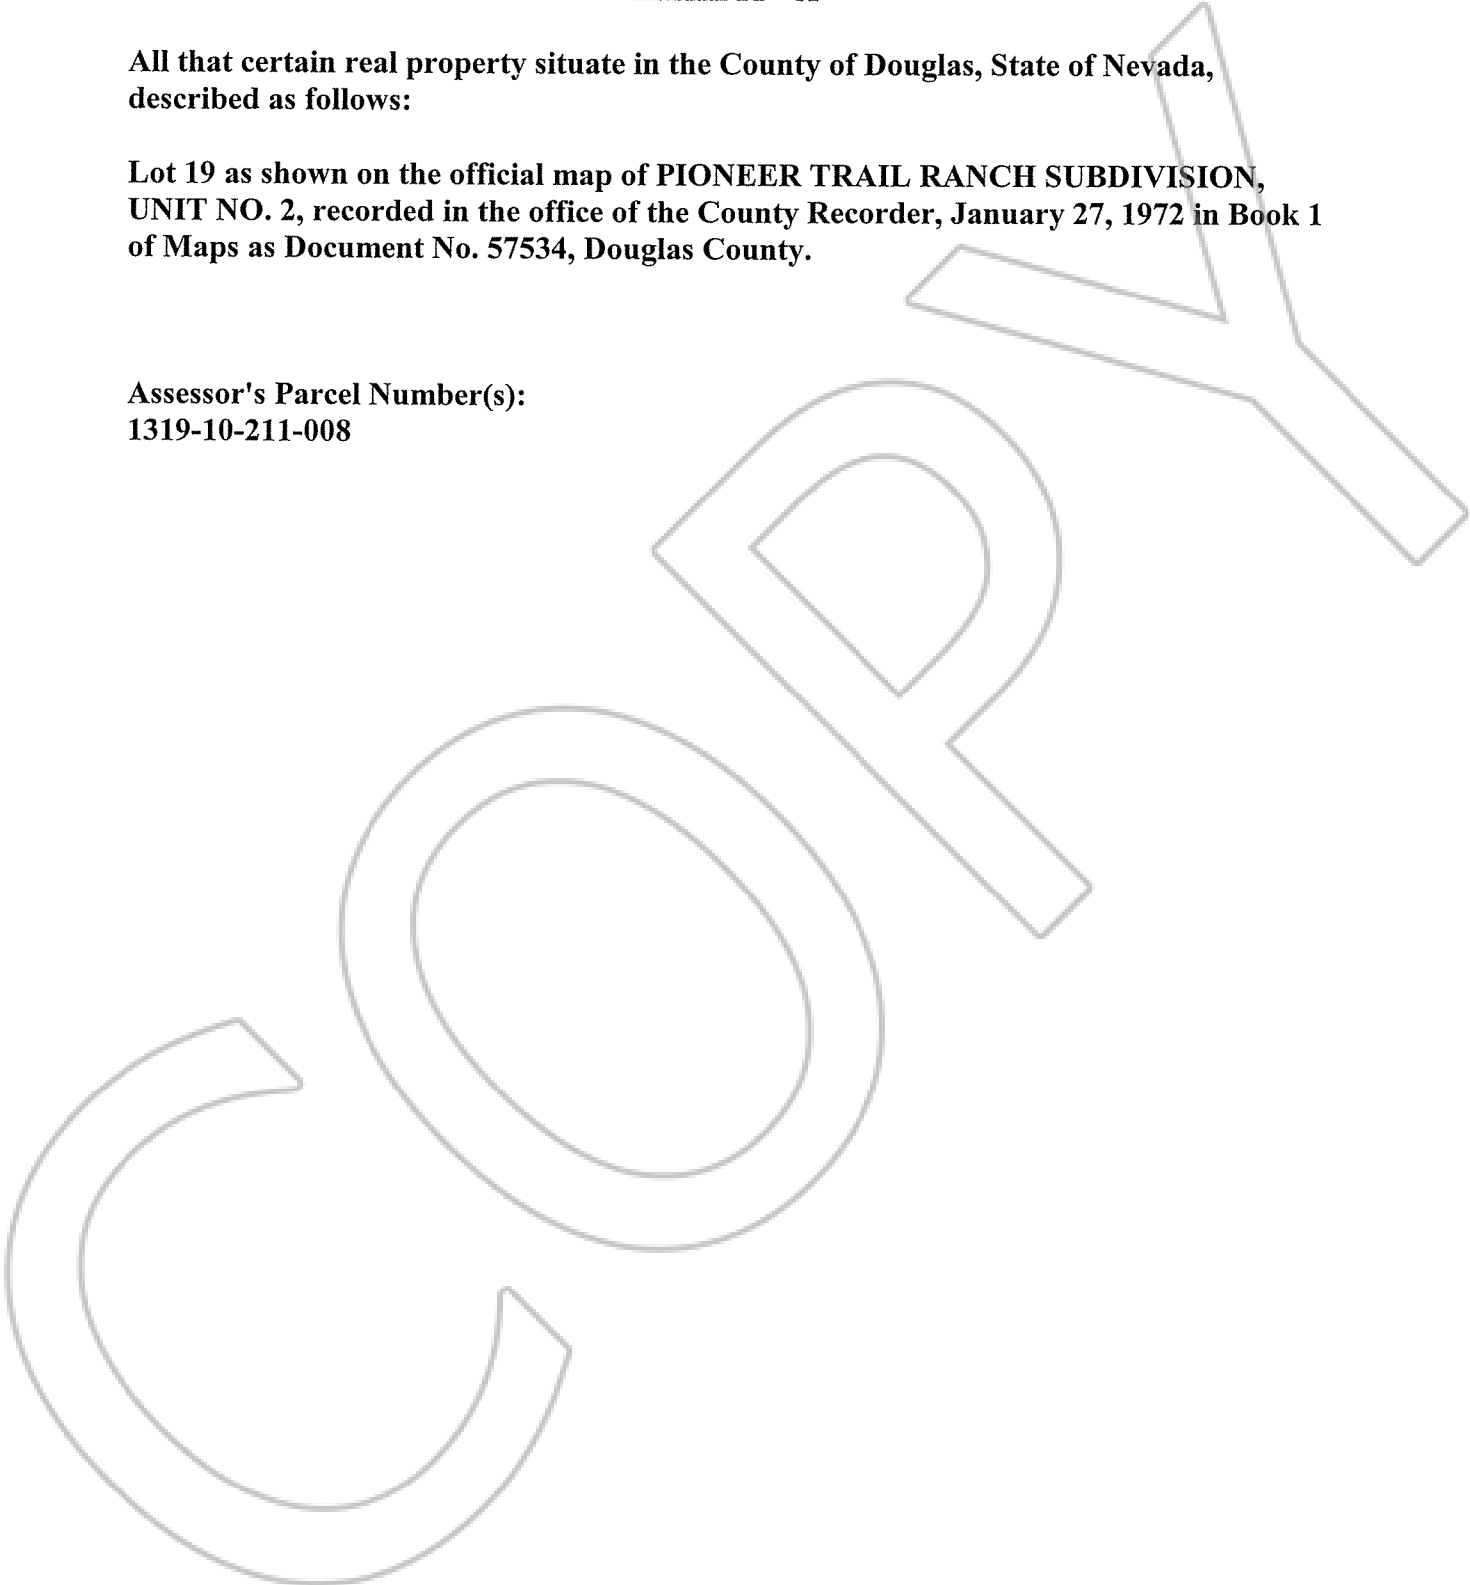 All that certain real property situate in the County of Douglas, State of Nevada,
described as follows:
Lot 19 as shown on the official map of PIONEER TRAIL RANCH SUBDIVISION,
UNIT NO. 2, recorded in the office of the County Recorder, January 27, 1972 in Book 1
of Maps as Document No. 57534, Douglas County.
Assessor's Parcel Number(s):
1319-10-211-008
COPY